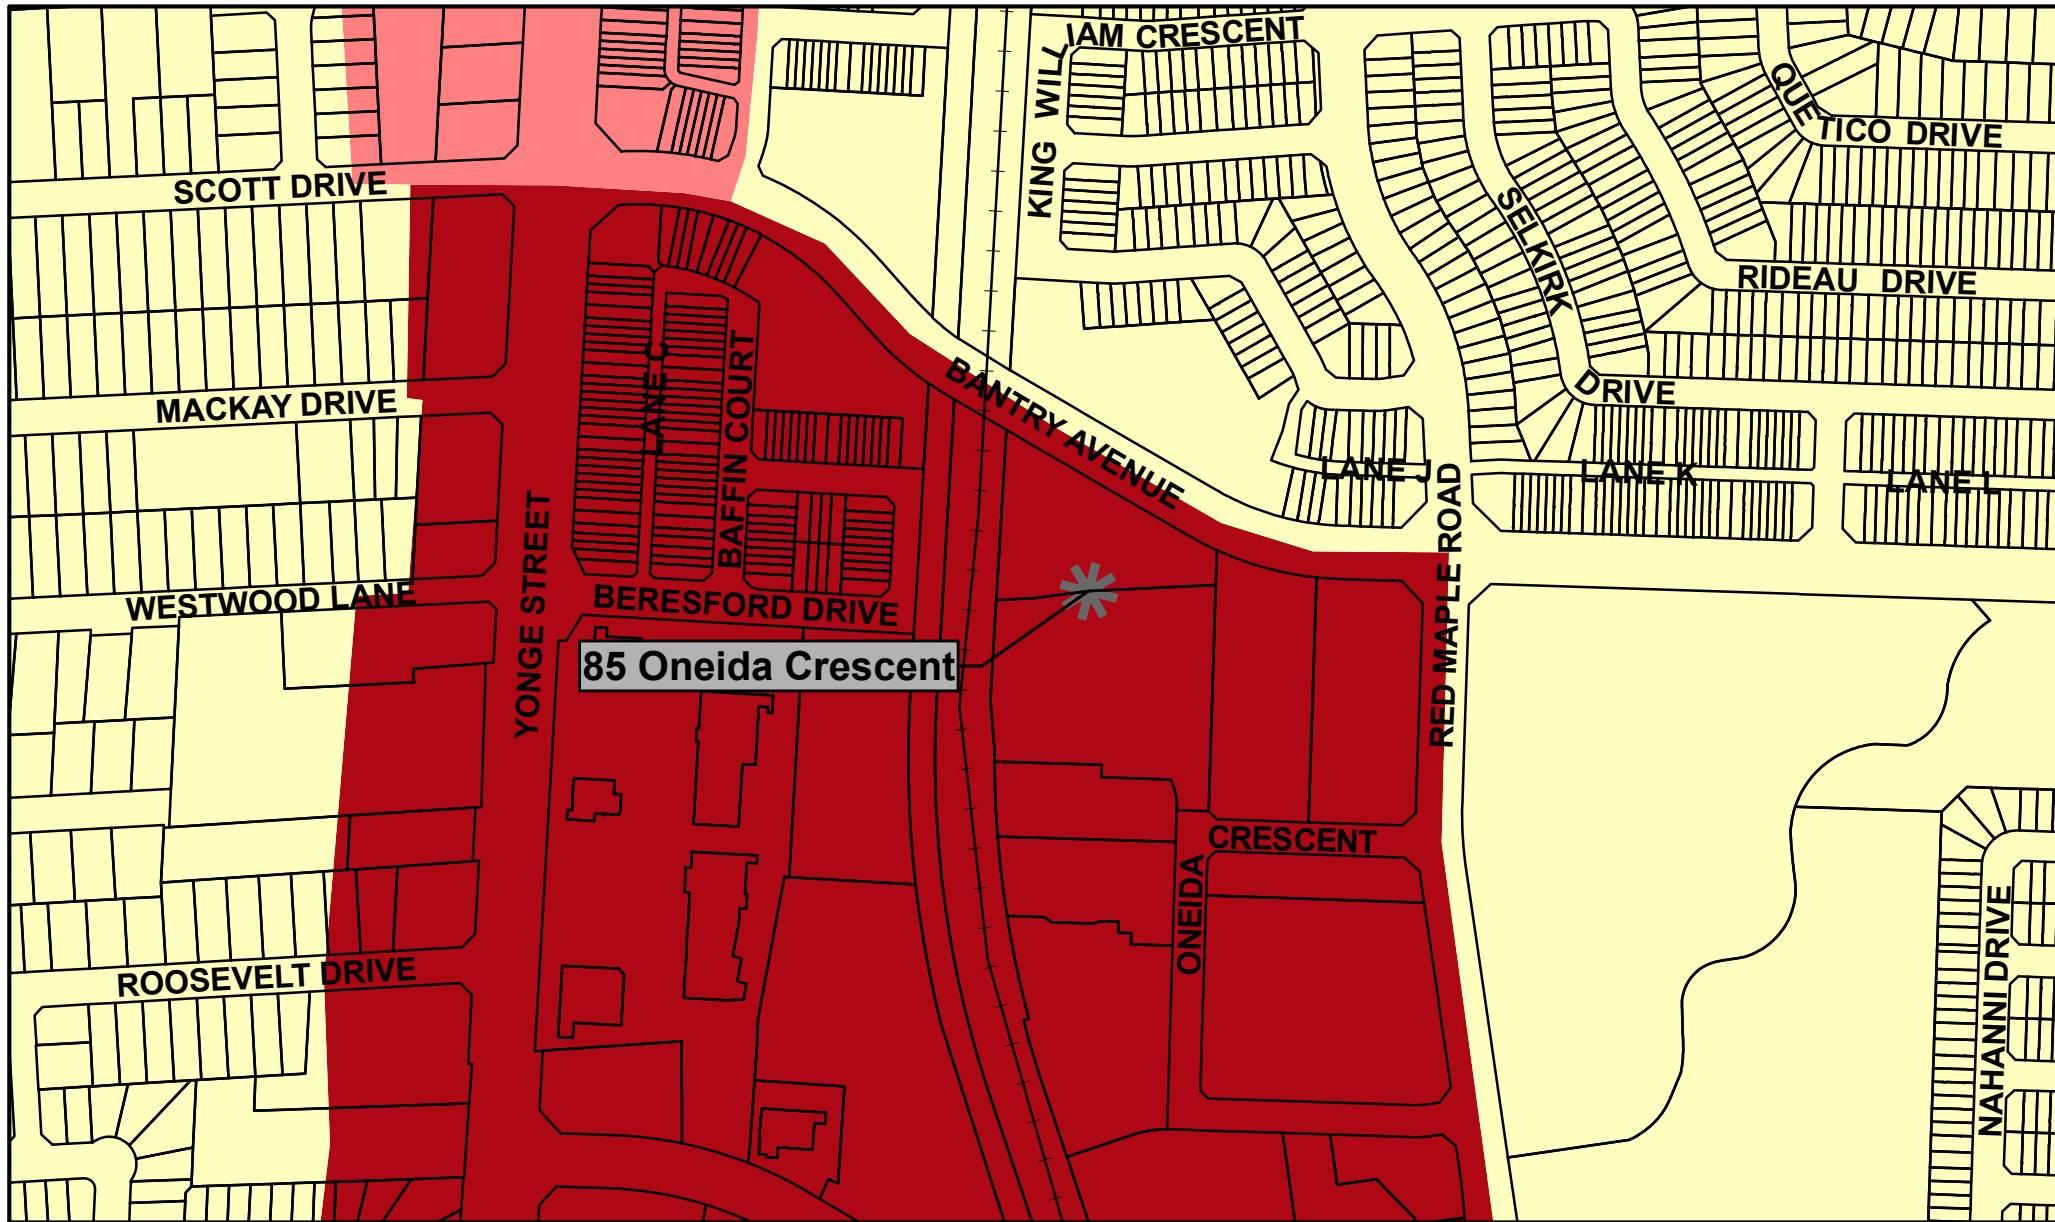 KING WILL
IAM CRESCENT
QUE
TICO DRIVE
SCOTT DRIVE
SELKIRK
DRIVE
RIDEAU DRIVE
MACKAY DRIVE
LANE C
BAFFIN COURT
BANTRY AVENUE
LANE J
LANE K
LANE L
YONGE STREET
WESTWOOD LANE
BERESFORD DRIVE
RED MAPLE ROAD
85 Oneida Crescent
ONEIDA
CRESCENT
ROOSEVELT DRIVE
NAHANNI DRIVE